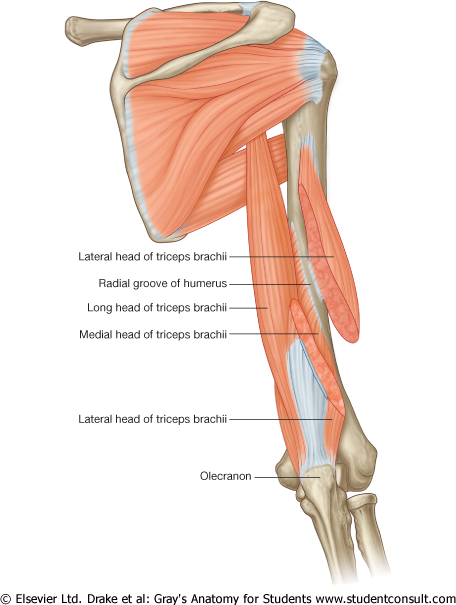 Lateral head of triceps brachii
Radial groove of humerus
Long head of triceps brachii
Medial head of triceps brachii
Lateral head of triceps brachii
Olecranon
© Elsevier Ltd. Drake et al: Gray's Anatomy for Students www.studentconsult.com